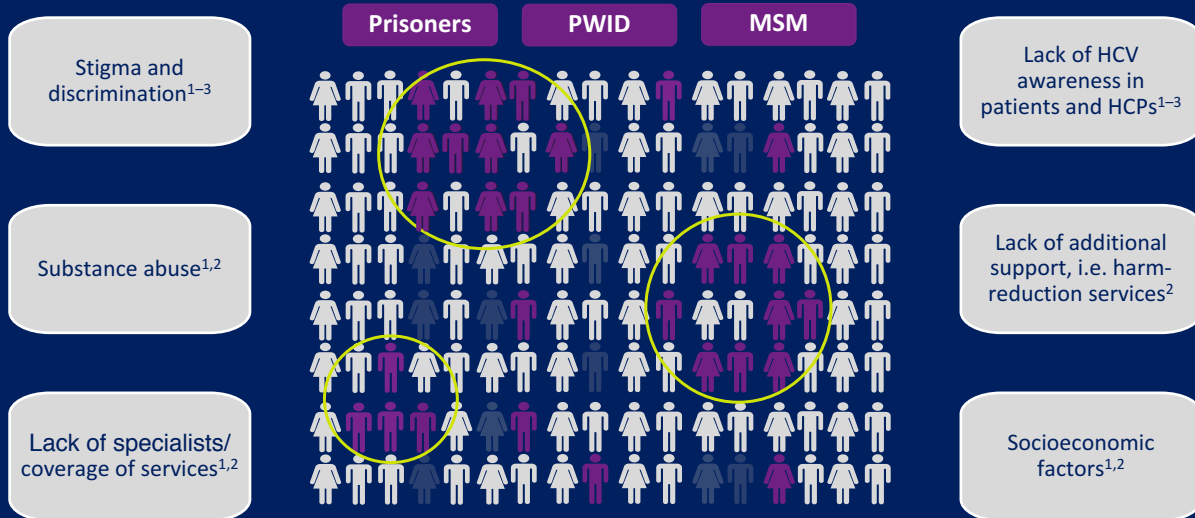 Prisoners
PWID
MSM
Stigma and
discrimination¹⁻³
Substance abuse¹,²
Lack of specialists/
coverage of services¹,²
Lack of HCV
awareness in
patients and HCPs¹⁻³
Lack of additional
support, i.e. harm-
reduction services²
Socioeconomic
factors¹,²